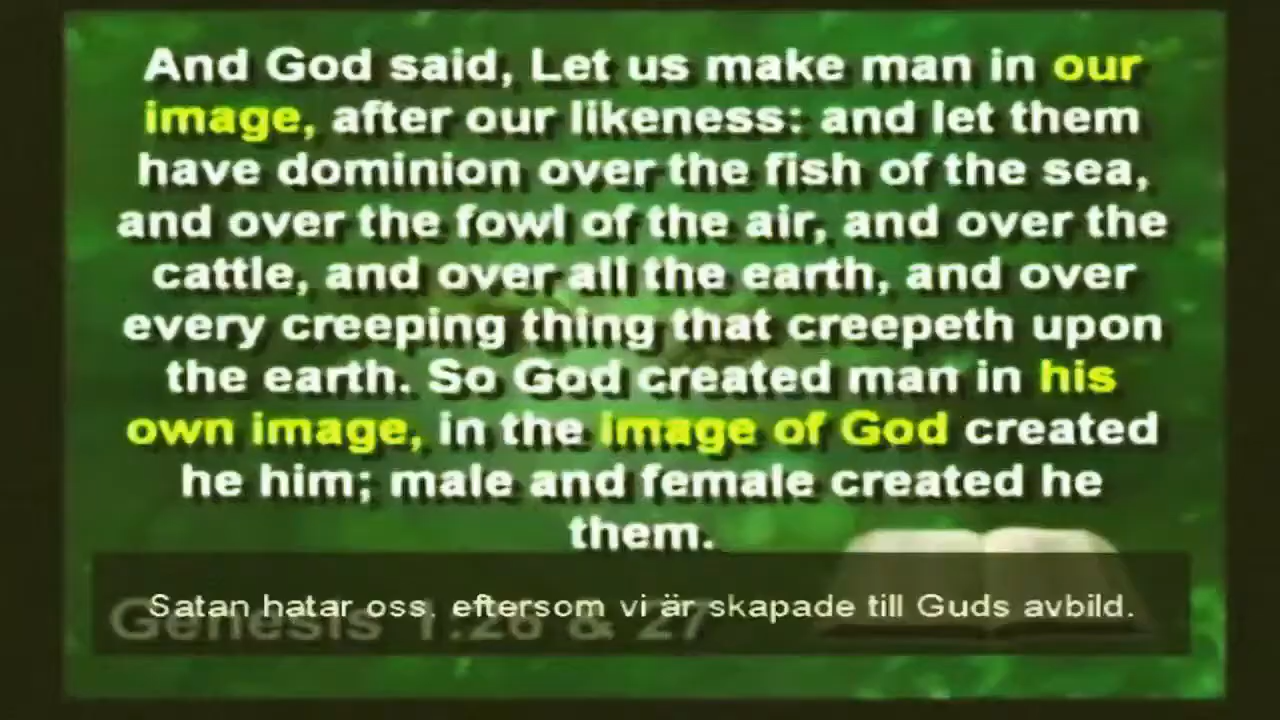 And God said, Let us make man in our
image, after our likeness: and let them
have dominion over the fish of the sea,
and over the fowl of the air, and over the
cattle, and over all the earth, and over
every creeping thing that creepeth upon
the earth. So God created man in his
own image, in the image of God created
he him; male and female created he
them.
Satan hatar oss, eftersom vi är skapade till Guds avbild.
Genesis 1:26 & 27